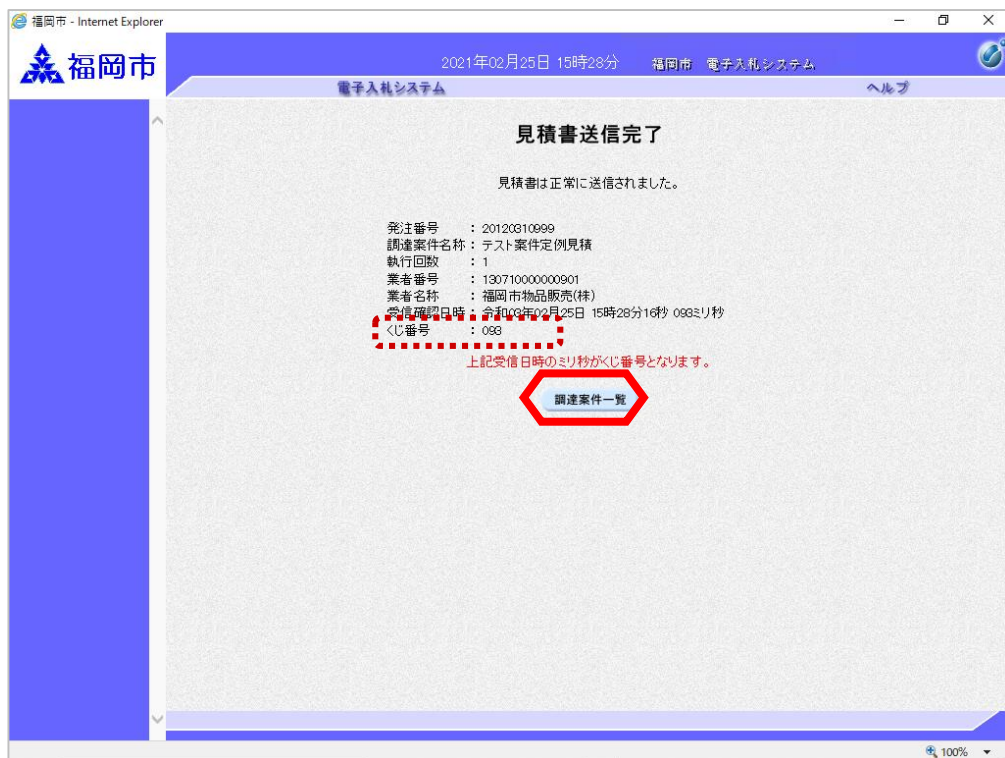 福岡市 - Internet Explorer
福岡市
2021年02月25日 15時28分 福岡市 電子入札システム
電子入札システム ヘルプ
見積書送信完了
見積書は正常に送信されました。
発注番号 : 20120310999
調達案件名称 : テスト案件定例見積
執行回数 : 1
業者番号 : 130710000000901
業者名称 : 福岡市物品販売(株)
受信確認日時 : 令和03年02月25日 15時28分16秒 093ミリ秒
くじ番号 : 093
上記受信日時のミリ秒がくじ番号となります。
調達案件一覧
100%